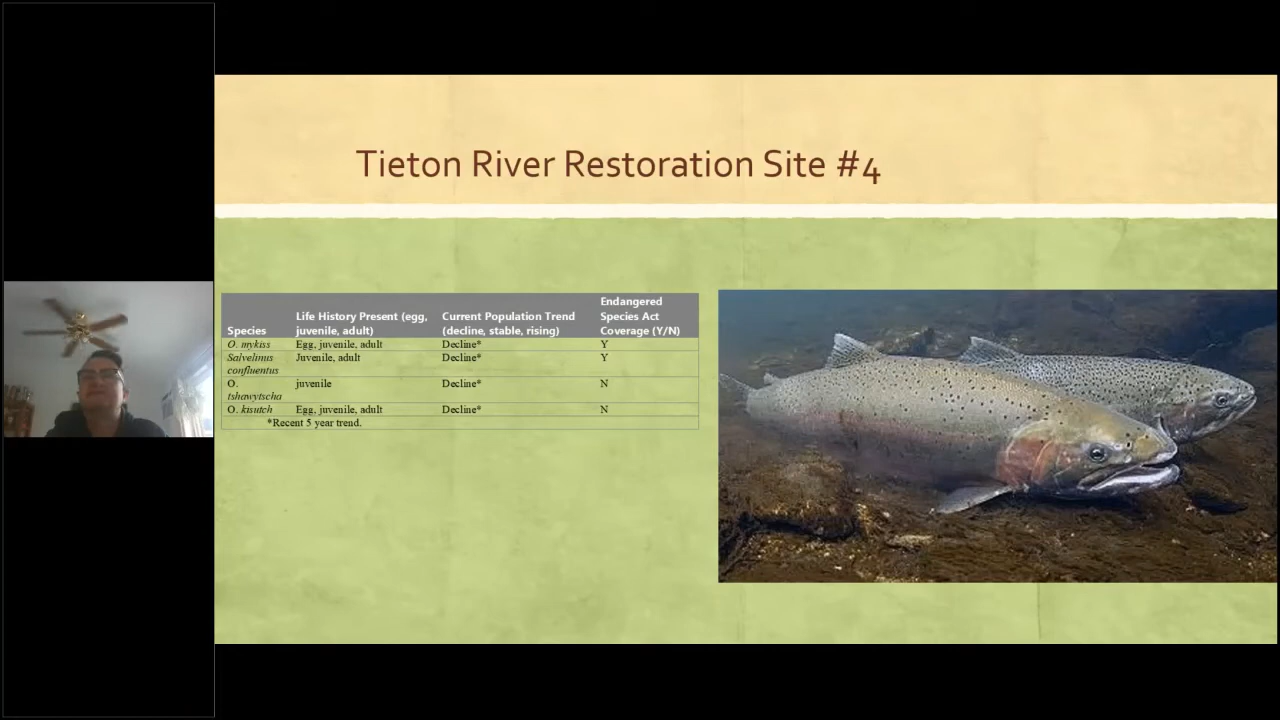 Tieton River Restoration Site #4
Endangered
Life History Present (egg, Current Population Trend Species Act
Species juvenile, adult) (decline, stable, rising) Coverage (Y/N)
O. mykiss Egg, juvenile, adult Decline* Y
Salvelinus Juvenile, adult Decline* Y
confluentus
O. juvenile Decline* N
tshawytscha
O. kisutch Egg, juvenile, adult Decline* N
*Recent 5 year trend.